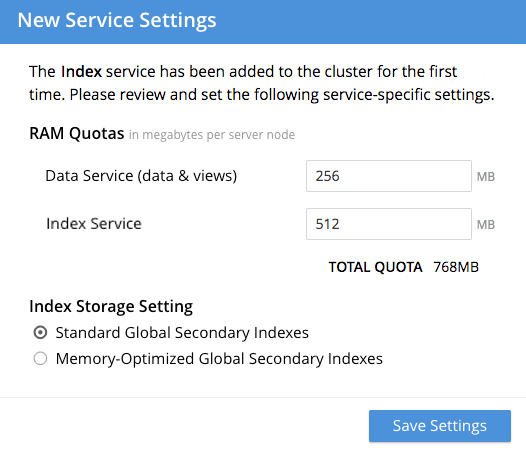 New Service Settings
The Index service has been added to the cluster for the first
time. Please review and set the following service-specific settings.
RAM Quotas in megabytes per server node
Data Service (data & views) 256 MB
Index Service 512 MB
TOTAL QUOTA 768MB
Index Storage Setting
Standard Global Secondary Indexes
Memory-Optimized Global Secondary Indexes
Save Settings